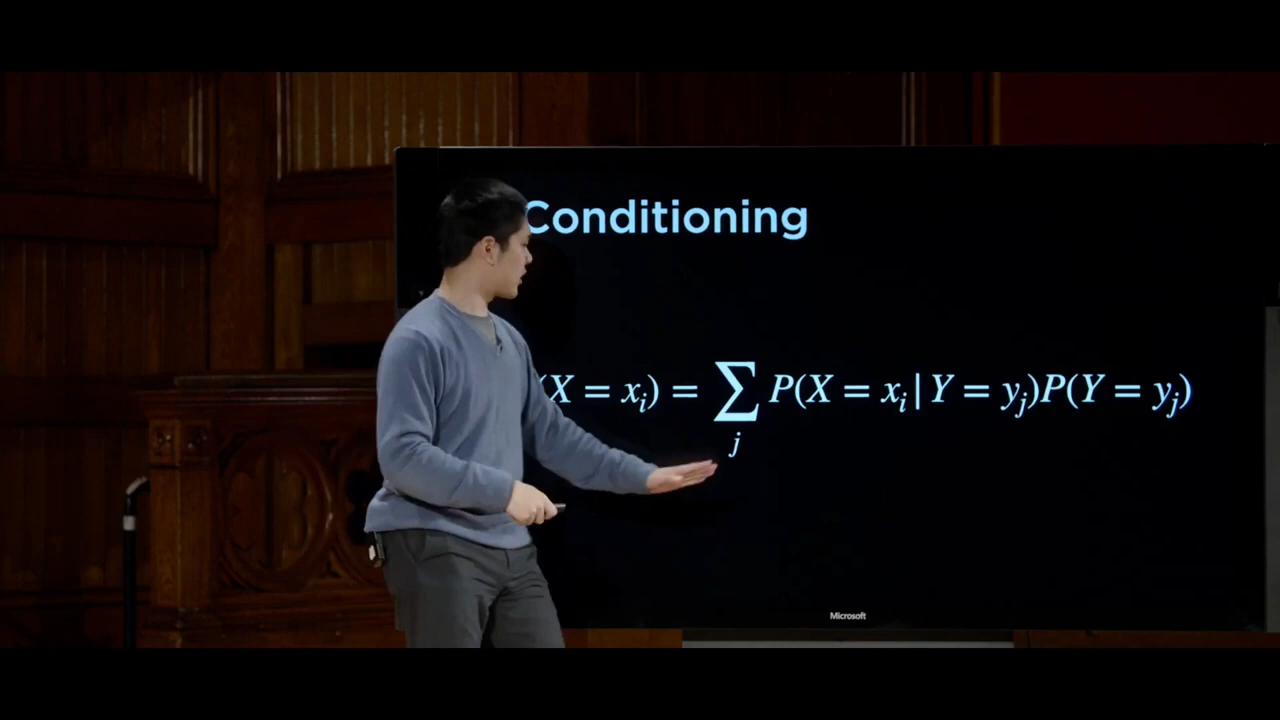 Conditioning
(X = xᵢ) = ∑ⱼ P(X = xᵢ | Y = yⱼ)P(Y = yⱼ)
Microsoft